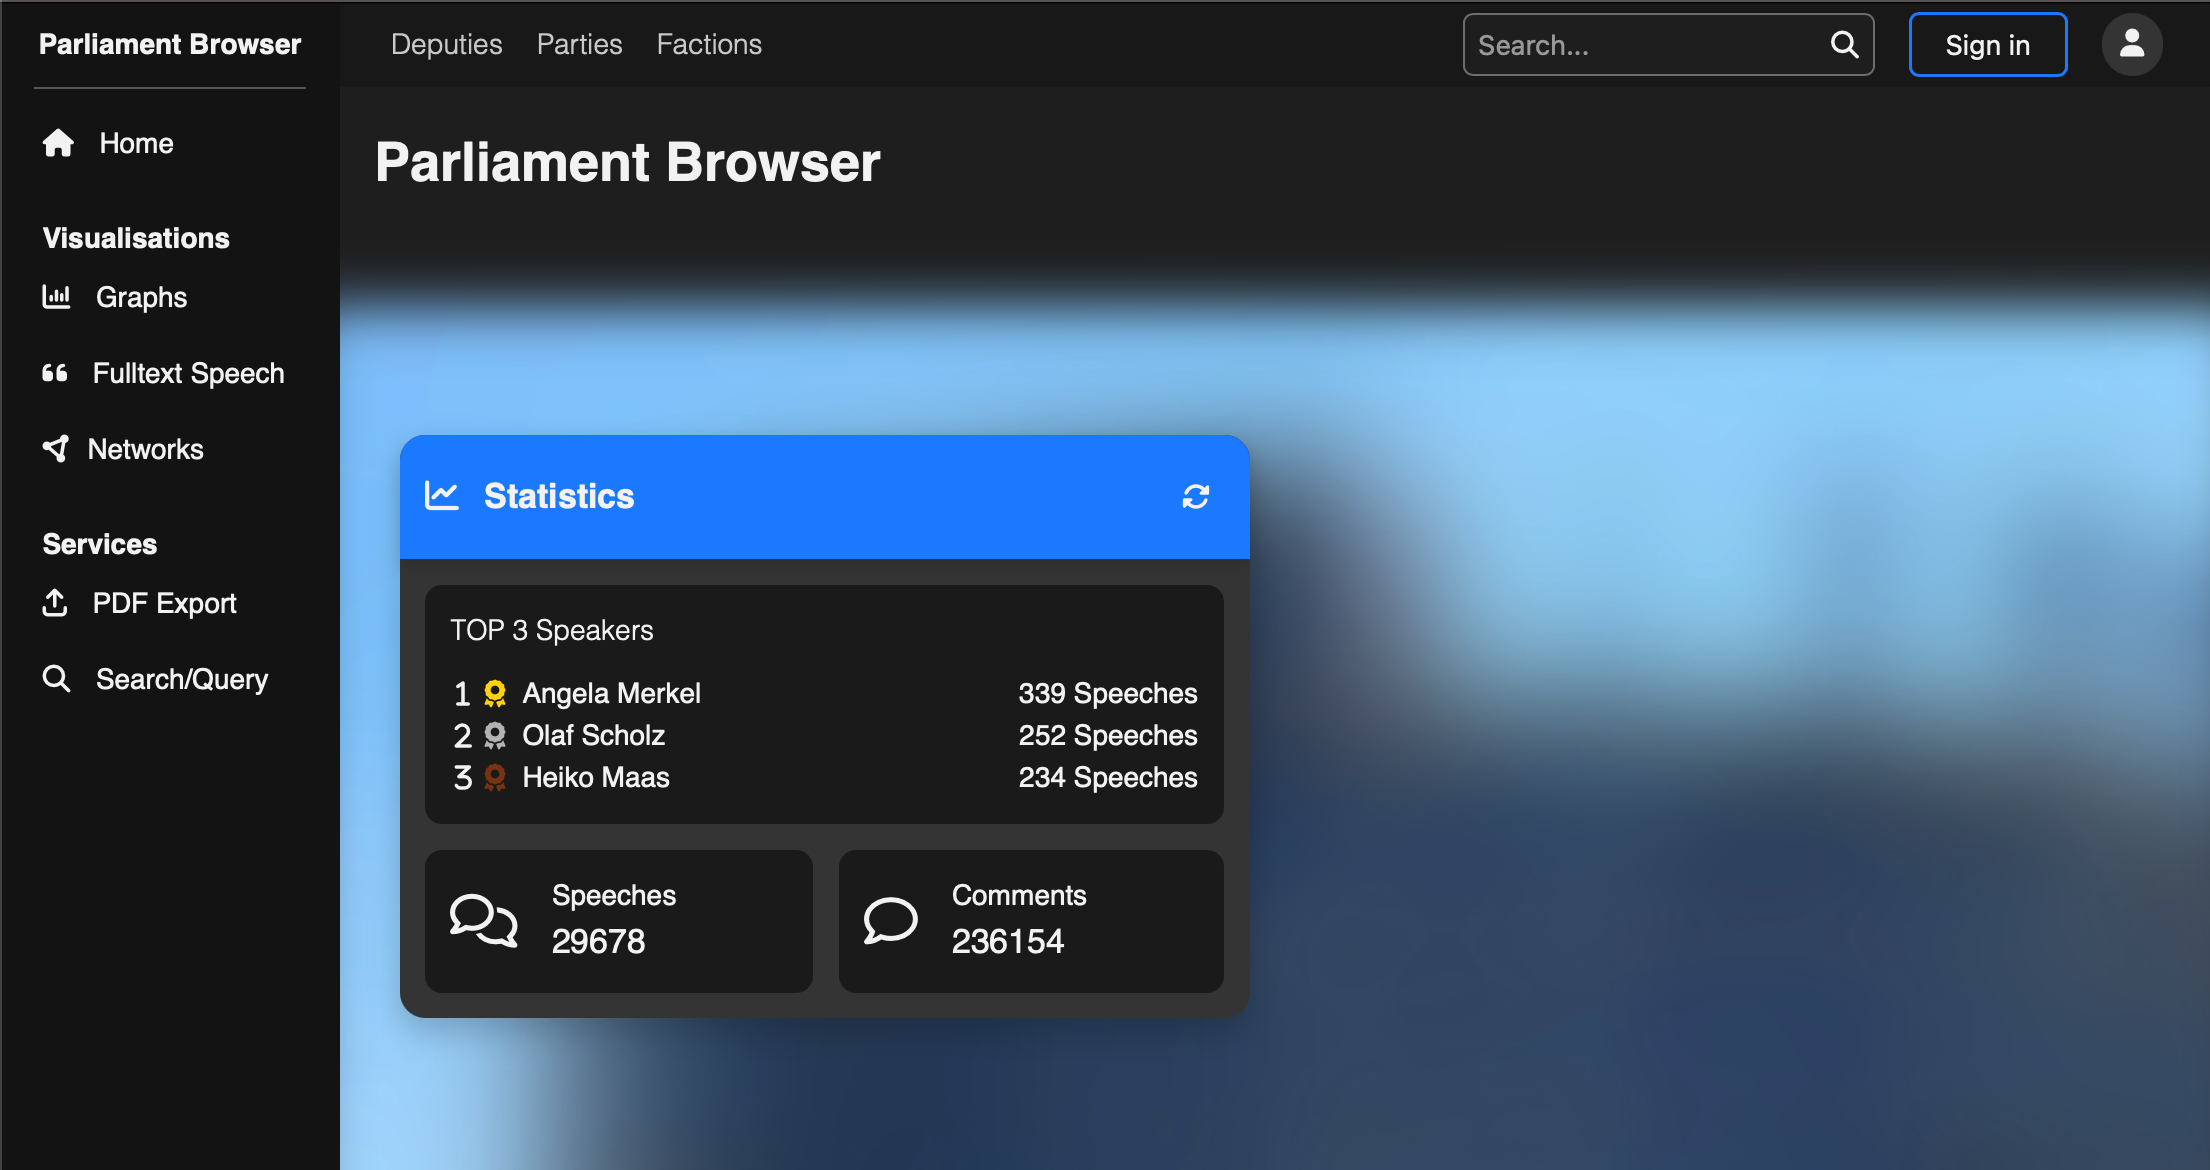 Parliament Browser
Deputies Parties Factions
Search...
Sign in
Home
Visualisations
Graphs
Fulltext Speech
Networks
Services
PDF Export
Search/Query
Parliament Browser
Statistics
TOP 3 Speakers
1 Angela Merkel 339 Speeches
2 Olaf Scholz 252 Speeches
3 Heiko Maas 234 Speeches
Speeches
29678
Comments
236154